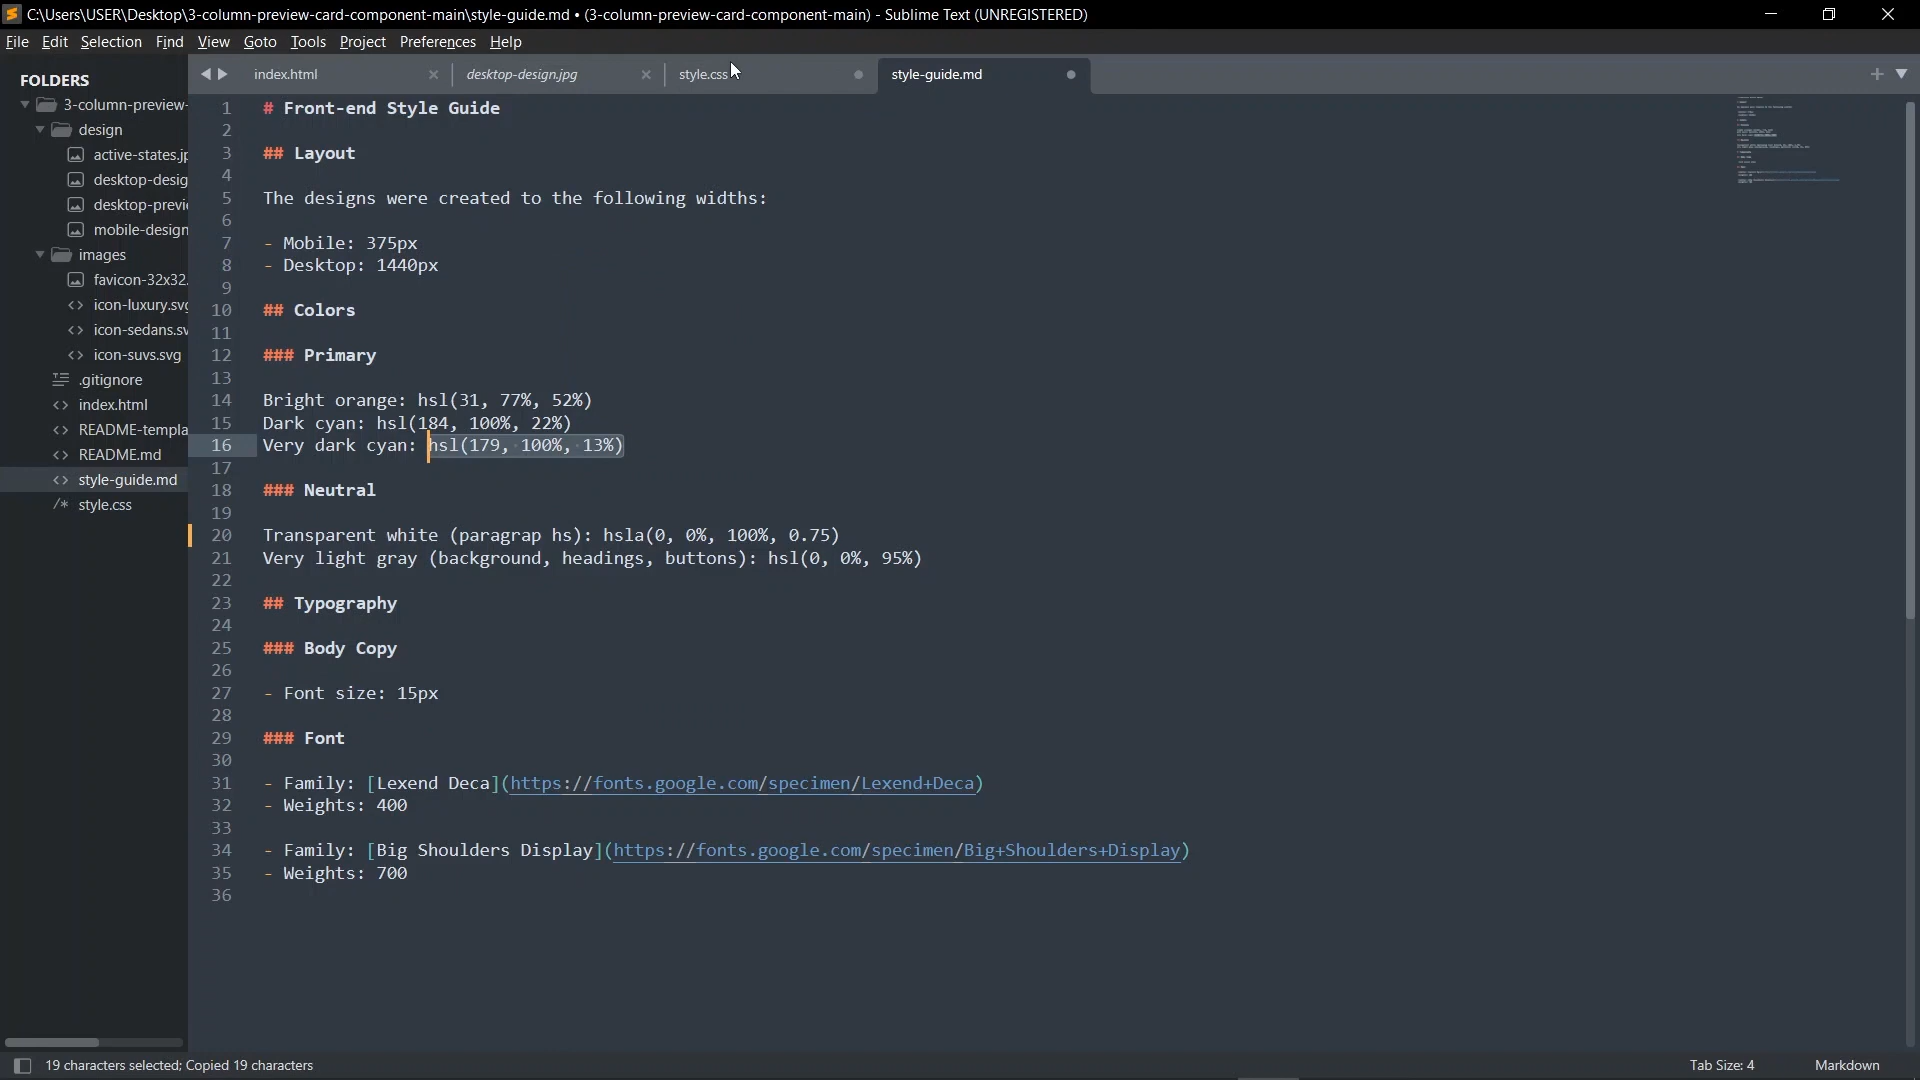 C:\Users\USER\Desktop\3-column-preview-card-component-main\style-guide.md • (3-column-preview-card-component-main) - Sublime Text (UNREGISTERED)
File Edit Selection Find View Goto Tools Project Preferences Help
FOLDERS
3-column-preview-
design
active-states.jp
desktop-desig
desktop-previe
mobile-design
images
favicon-32x32.
icon-luxury.svg
icon-sedans.sv
icon-suvs.svg
.gitignore
index.html
README-templa
README.md
style-guide.md
/* style.css
index.html desktop-design.jpg style.css style-guide.md
1 # Front-end Style Guide
2
3 ## Layout
4
5 The designs were created to the following widths:
6
7 - Mobile: 375px
8 - Desktop: 1440px
9
10 ## Colors
11
12 ### Primary
13
14 Bright orange: hsl(31, 77%, 52%)
15 Dark cyan: hsl(184, 100%, 22%)
16 Very dark cyan: hsl(179, 100%, 13%)
17
18 ### Neutral
19
20 Transparent white (paragrap hs): hsla(0, 0%, 100%, 0.75)
21 Very light gray (background, headings, buttons): hsl(0, 0%, 95%)
22
23 ## Typography
24
25 ### Body Copy
26
27 - Font size: 15px
28
29 ### Font
30
31 - Family: [Lexend Deca](https://fonts.google.com/specimen/Lexend+Deca)
32 - Weights: 400
33
34 - Family: [Big Shoulders Display](https://fonts.google.com/specimen/Big+Shoulders+Display)
35 - Weights: 700
36
19 characters selected; Copied 19 characters
Tab Size: 4 Markdown